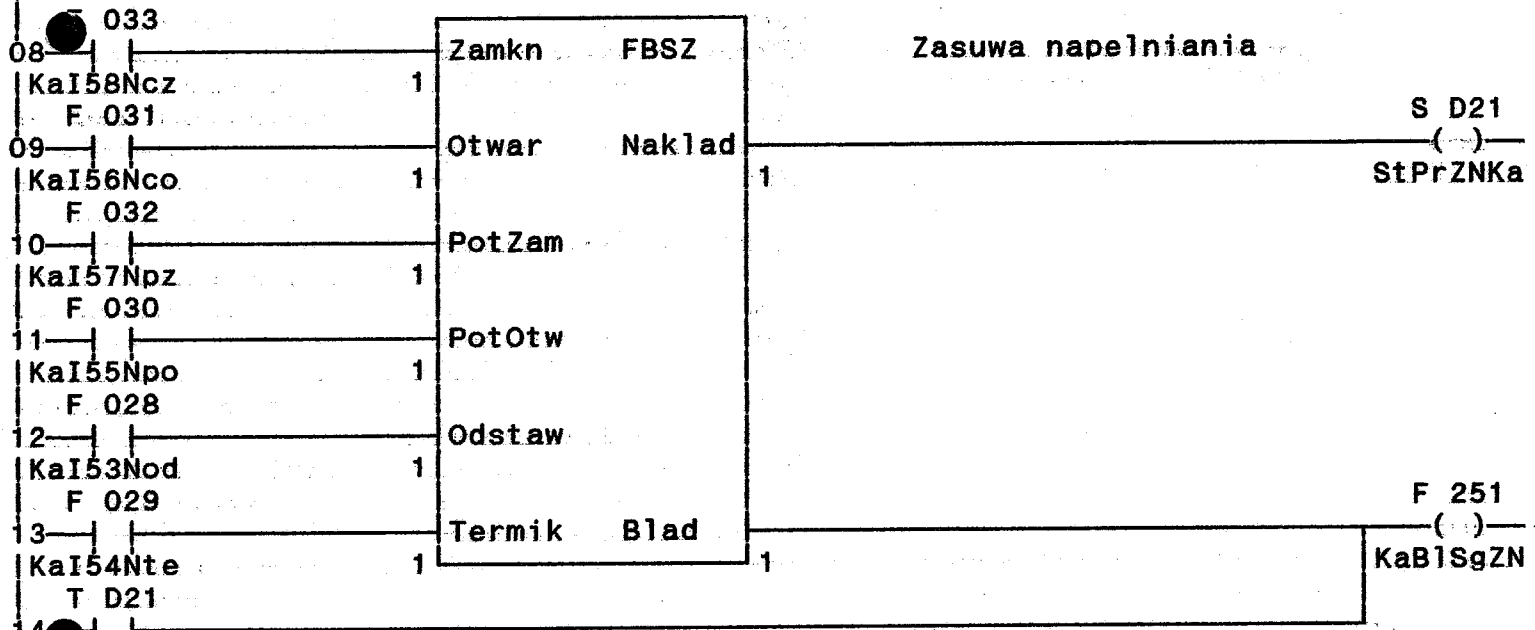 033
08 Zamkn FBSZ Zasuwa napelniania
KaI58Ncz 1
F 031 S D21
09 Otwar Naklad ( )
KaI56Nco 1 1 StPrZNKa
F 032
10 PotZam
KaI57Npz 1
F 030
11 PotOtw
KaI55Npo 1
F 028
12 Odstaw
KaI53Nod 1
F 029 F 251
13 Termik Blad ( )
KaI54Nte 1 1 KaBlSgZN
T D21
14